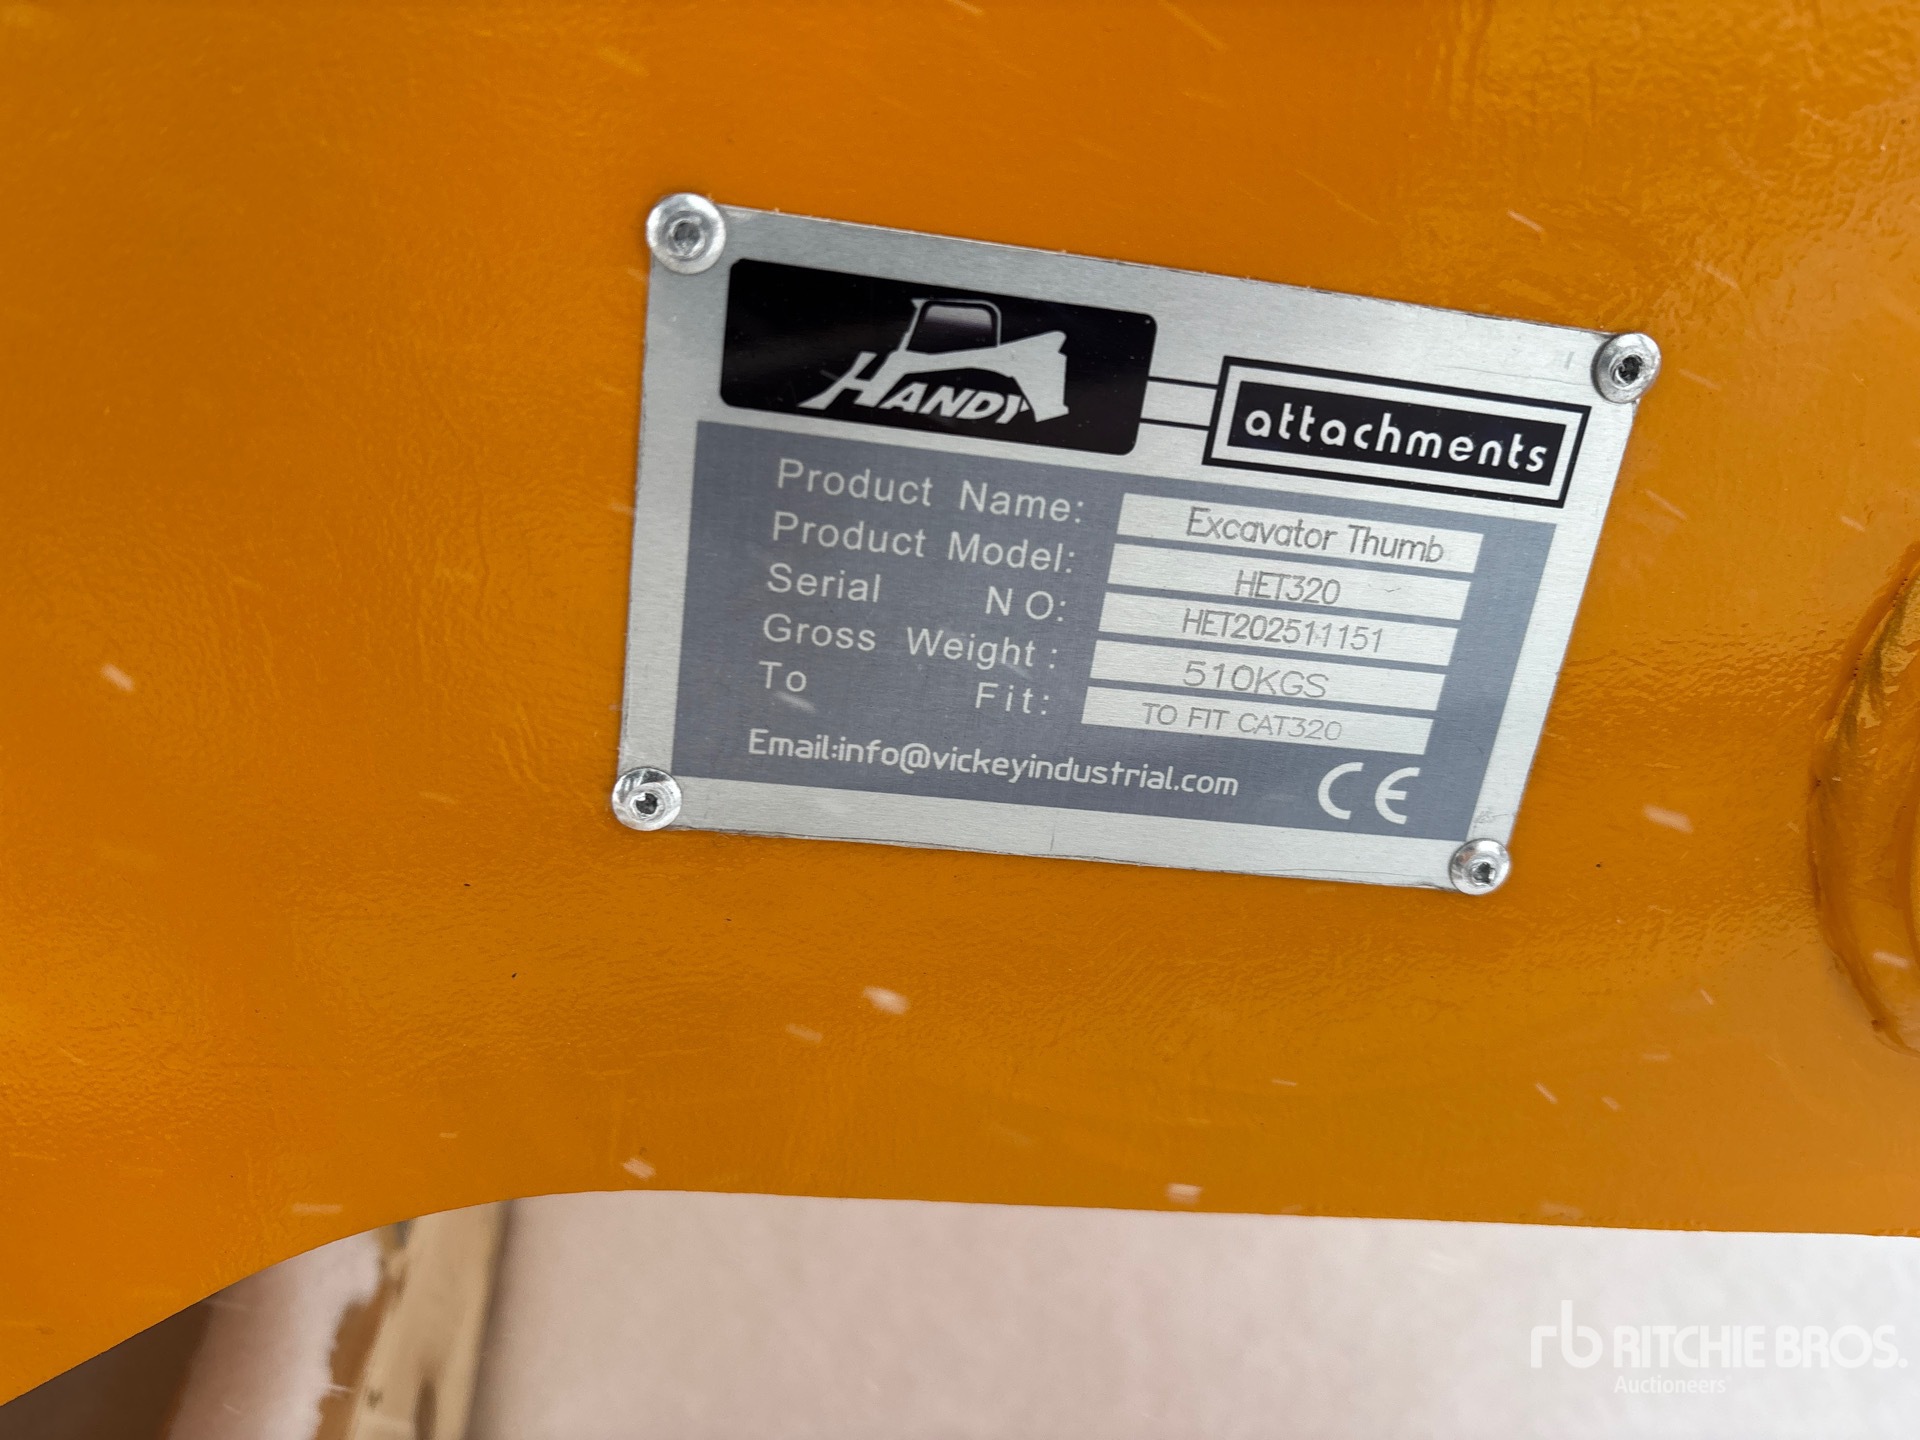 HANDY
attachments
Product Name: Excavator Thumb
Product Model: HET320
Serial NO: HET202511151
Gross Weight: 510KGS
To Fit: TO FIT CAT320
Email:info@vickeyindustrial.com
CE
rb RITCHIE BROS.
Auctioneers